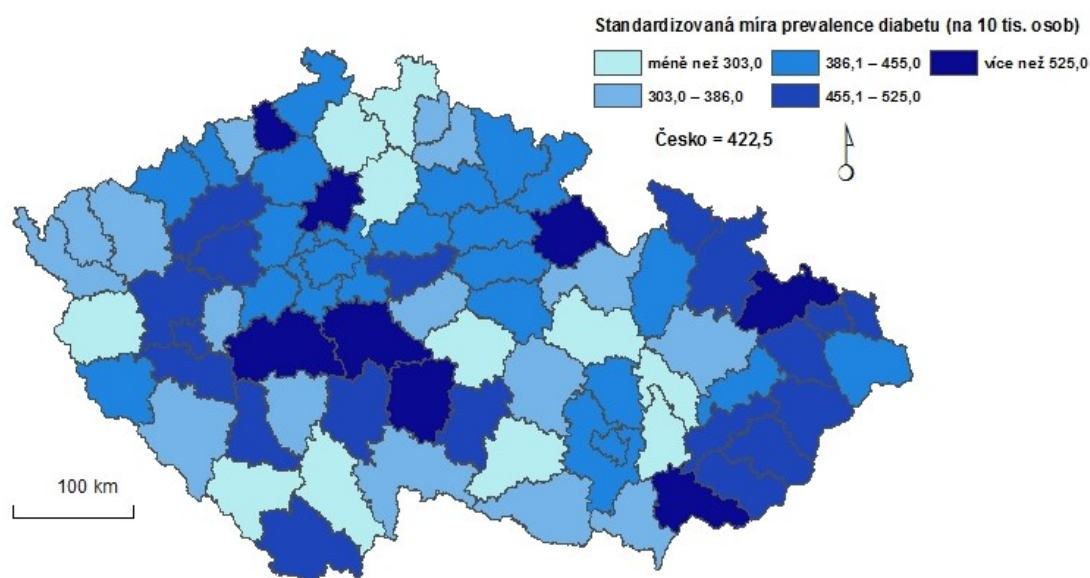 Standardizovaná míra prevalence diabetu (na 10 tis. osob)
méně než 303,0
386,1 – 455,0
více než 525,0
303,0 – 386,0
455,1 – 525,0
Česko = 422,5
100 km